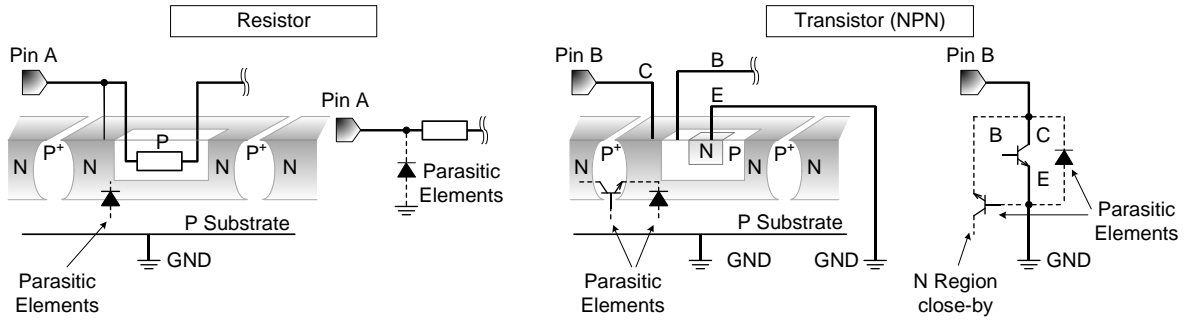 Resistor
Transistor (NPN)
Pin A
Pin B
Pin B
C
B
E
Pin A
N
P+
N
P
P+
N
N
P+
N
P
P+
N
N
B
C
E
Parasitic
Elements
P Substrate
P Substrate
Parasitic
Elements
GND
GND
GND
GND
Parasitic
Elements
Parasitic
Elements
N Region
close-by